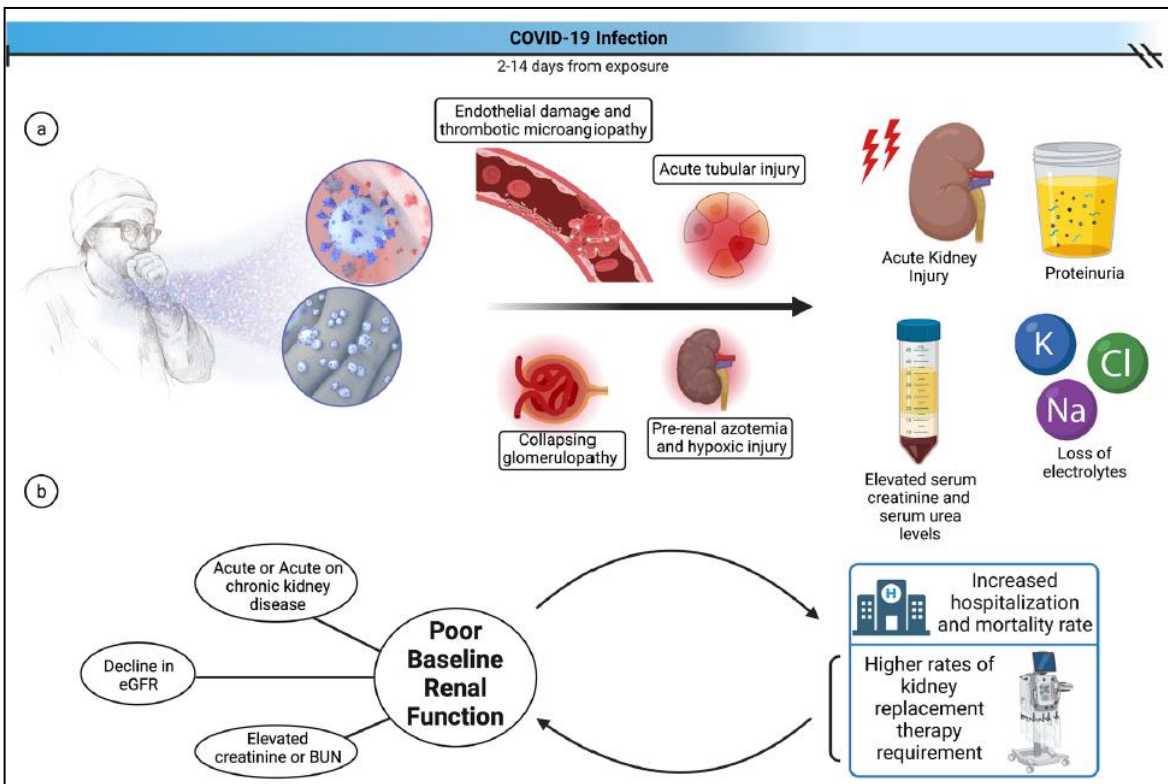 COVID-19 Infection
2-14 days from exposure
a
Endothelial damage and
thrombotic microangiopathy
Acute tubular injury
Collapsing
glomerulopathy
Pre-renal azotemia
and hypoxic injury
Acute Kidney
Injury
Proteinuria
Elevated serum
creatinine and
serum urea
levels
K
Cl
Na
Loss of
electrolytes
b
Acute or Acute on
chronic kidney
disease
Decline in
eGFR
Elevated
creatinine or BUN
Poor
Baseline
Renal
Function
H
Increased
hospitalization
and mortality rate
Higher rates of
kidney
replacement
therapy
requirement